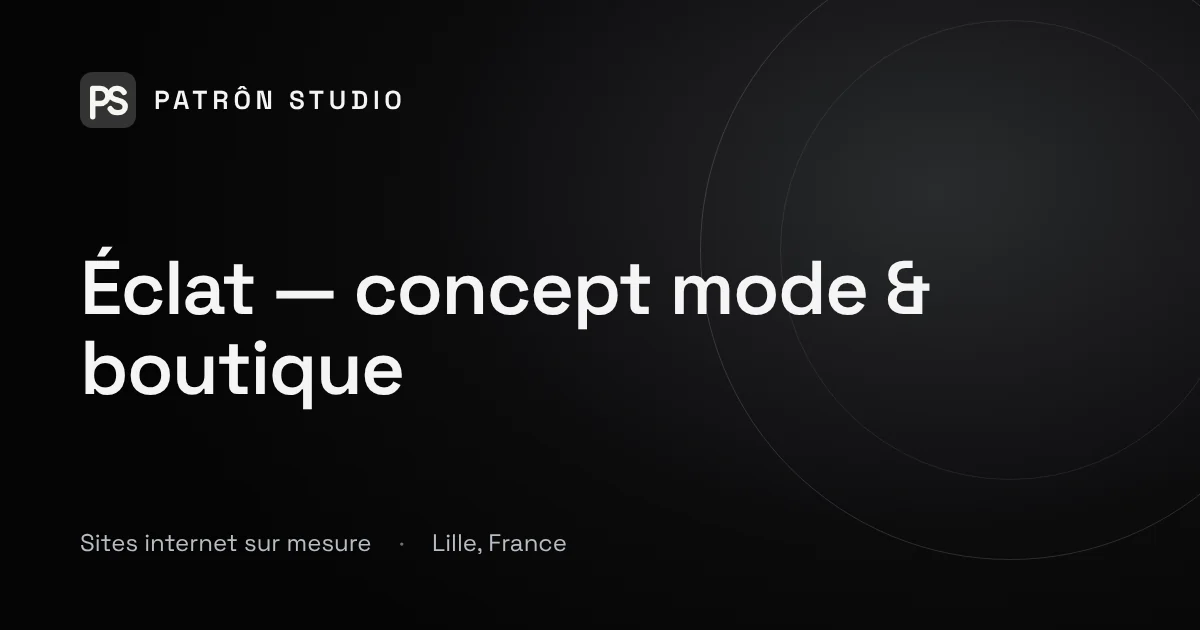 PS PATRÔN STUDIO
Éclat — concept mode &
boutique
Sites internet sur mesure · Lille, France